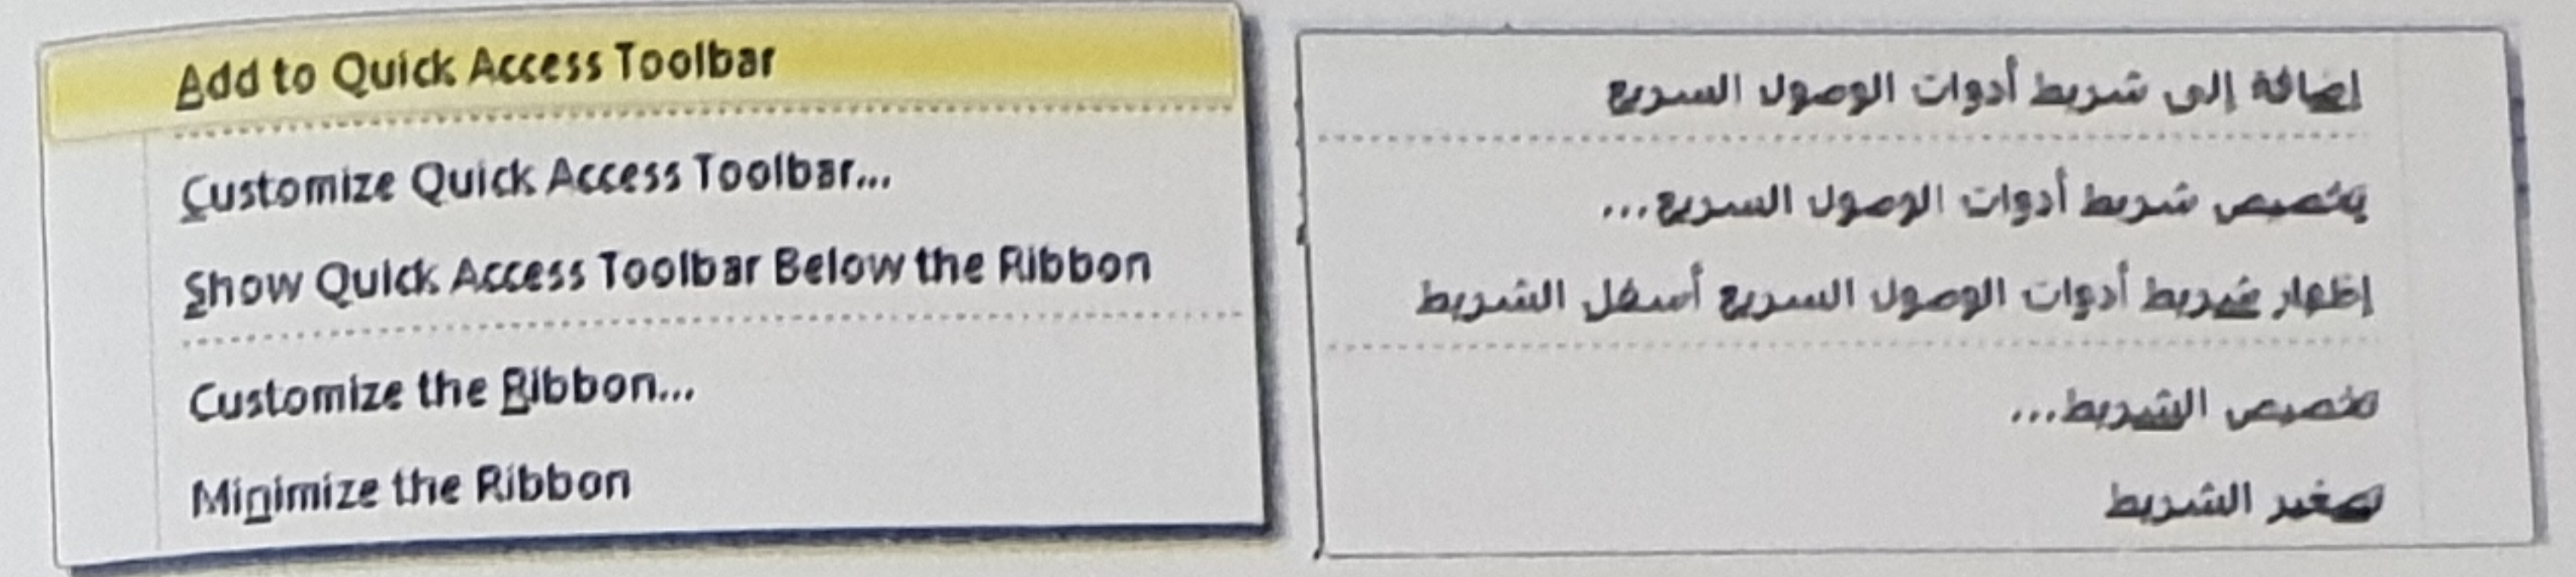 Add to Quick Access Toolbar
Customize Quick Access Toolbar...
Show Quick Access Toolbar Below the Ribbon
Customize the Ribbon...
Minimize the Ribbon
إضافة إلى شريط أدوات الوصول السريع
تخصيص شريط أدوات الوصول السريع...
إظهار شريط أدوات الوصول السريع أسفل الشريط
تخصيص الشريط...
تصغير الشريط